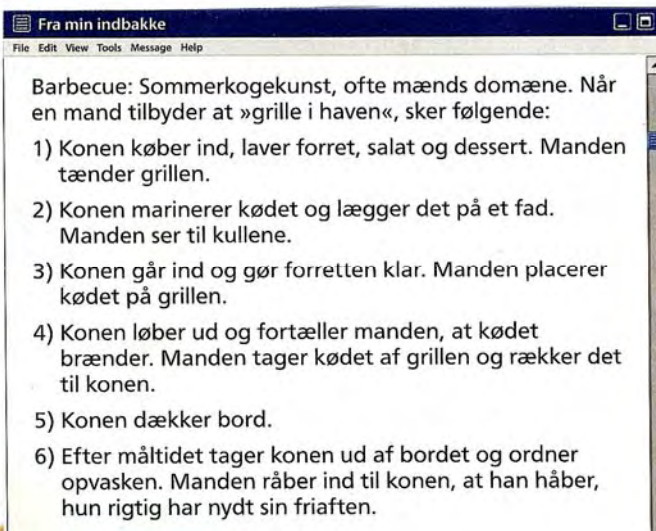 Fra min indbakke
File Edit View Tools Message Help
Barbecue: Sommerkogekunst, ofte mænds domæne. Når
en mand tilbyder at »grille i haven«, sker følgende:
1) Konen køber ind, laver forret, salat og dessert. Manden
tænder grillen.
2) Konen marinerer kødet og lægger det på et fad.
Manden ser til kullene.
3) Konen går ind og gør forretten klar. Manden placerer
kødet på grillen.
4) Konen løber ud og fortæller manden, at kødet
brænder. Manden tager kødet af grillen og rækker det
til konen.
5) Konen dækker bord.
6) Efter måltidet tager konen ud af bordet og ordner
opvasken. Manden råber ind til konen, at han håber,
hun rigtig har nydt sin friaften.